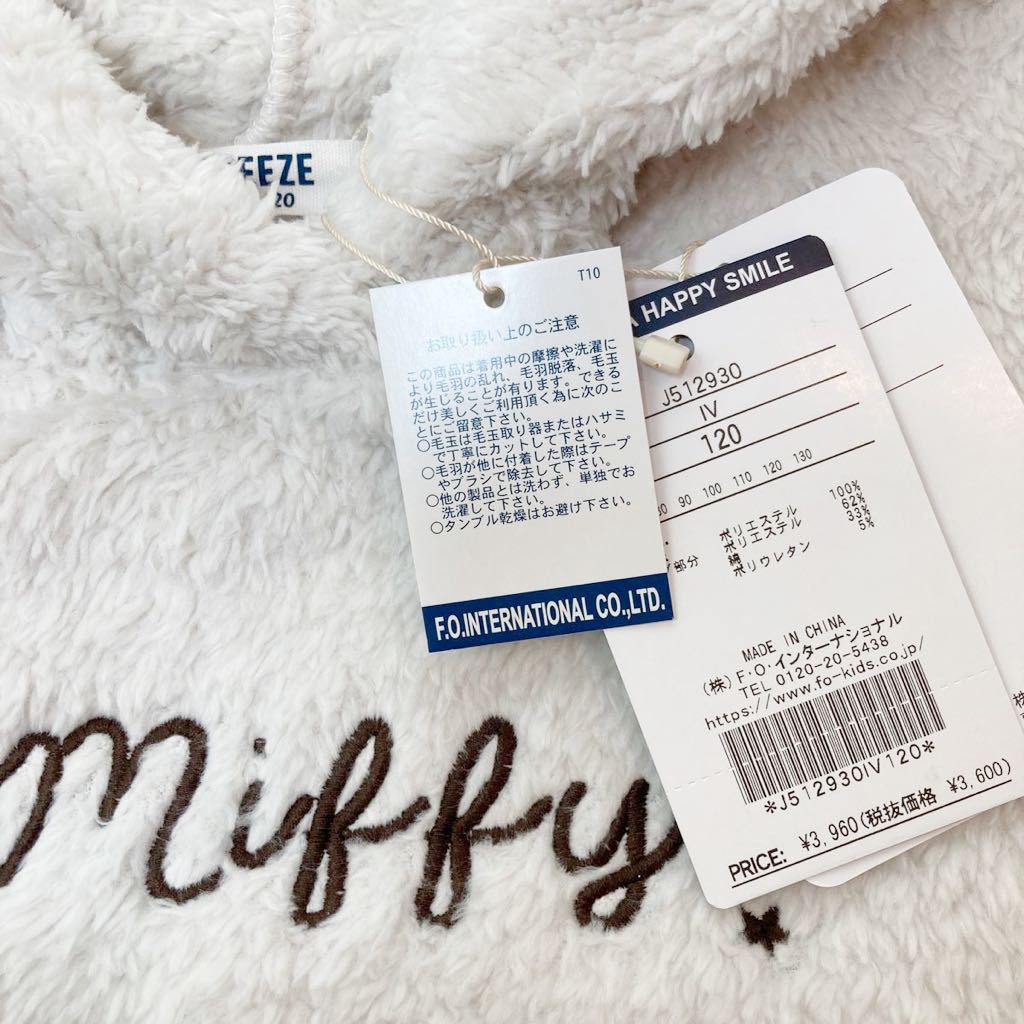 EEZE
20
T10
お取り扱い上のご注意
この商品は着用中の摩擦や洗濯に
より毛羽の乱れ、毛羽脱落、毛玉
が生じることが有ります。できる
だけ美しくご利用頂く為に次のこ
とにご留意下さい。
○毛玉は毛玉取り器またはハサミ
で丁寧にカットして下さい。
○毛羽が他に付着した際はテープ
やブラシで除去して下さい。
○他の製品とは洗わず、単独でお
洗濯して下さい。
○タンブル乾燥はお避け下さい。
F.O.INTERNATIONAL CO.,LTD.
HAPPY SMILE
J512930
IV
120
90 100 110 120 130
ポリエステル 100%
ポリエステル 62%
綿 33%
ポリウレタン 5%
部分
MADE IN CHINA
(株)F・O・インターナショナル
TEL 0120-20-5438
https://www.fo-kids.co.jp/
*J512930IV120*
PRICE: ¥3,960(税抜価格 ¥3,600)
miffy